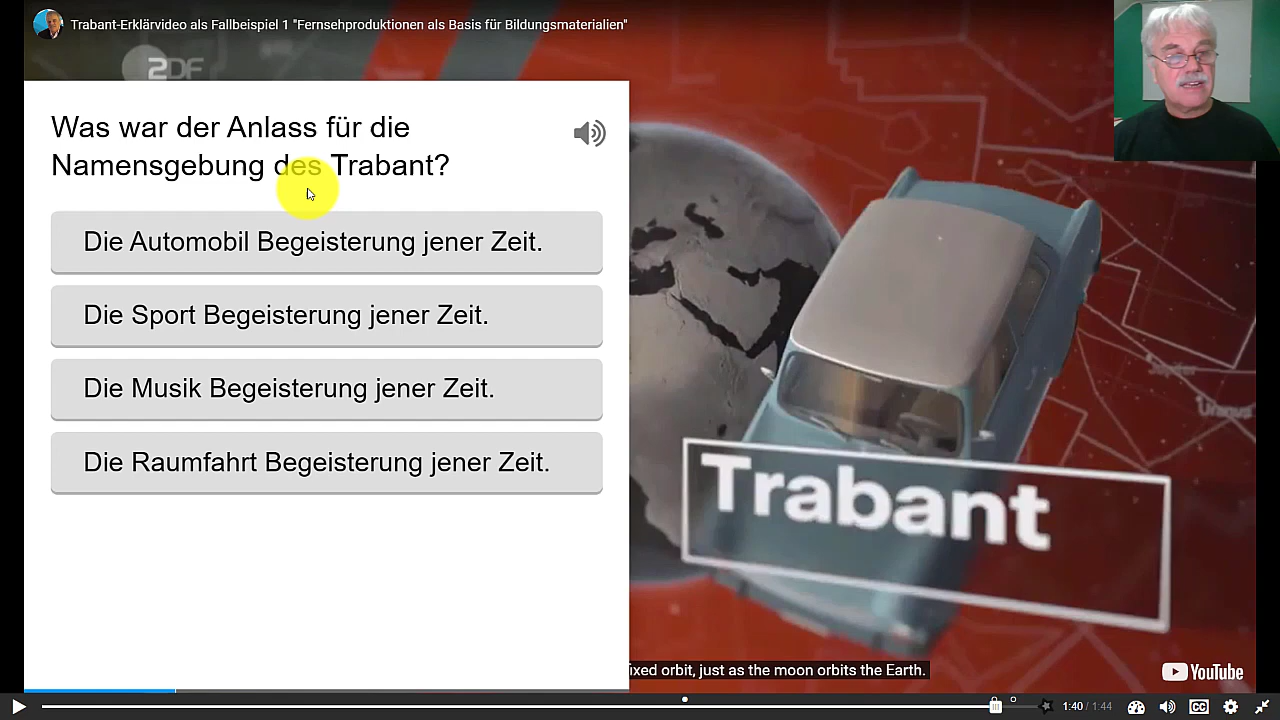 Trabant-Erklärvideo als Fallbeispiel 1 "Fernsehproduktionen als Basis für Bildungsmaterialien"
ZDF
Was war der Anlass für die
Namensgebung des Trabant?
Die Automobil Begeisterung jener Zeit.
Die Sport Begeisterung jener Zeit.
Die Musik Begeisterung jener Zeit.
Die Raumfahrt Begeisterung jener Zeit.
Jupiter
Uranus
Trabant
ixed orbit, just as the moon orbits the Earth.
YouTube
1:40 / 1:44
CC